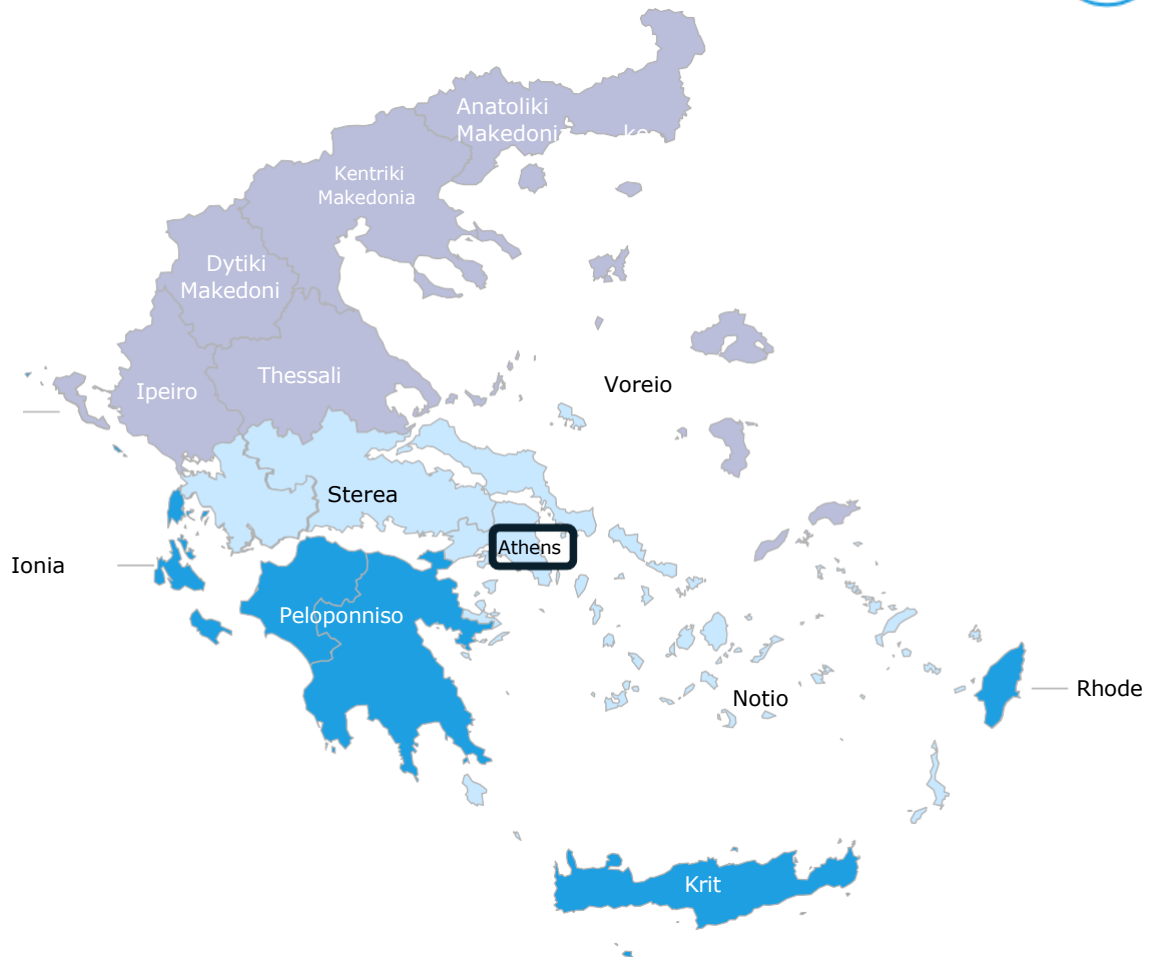 Anatoliki
Makedoni
Kentriki
Makedonia
Dytiki
Makedoni
Thessali
Ipeiro
Voreio
Sterea
Athens
Ionia
Peloponniso
Rhode
Notio
Krit